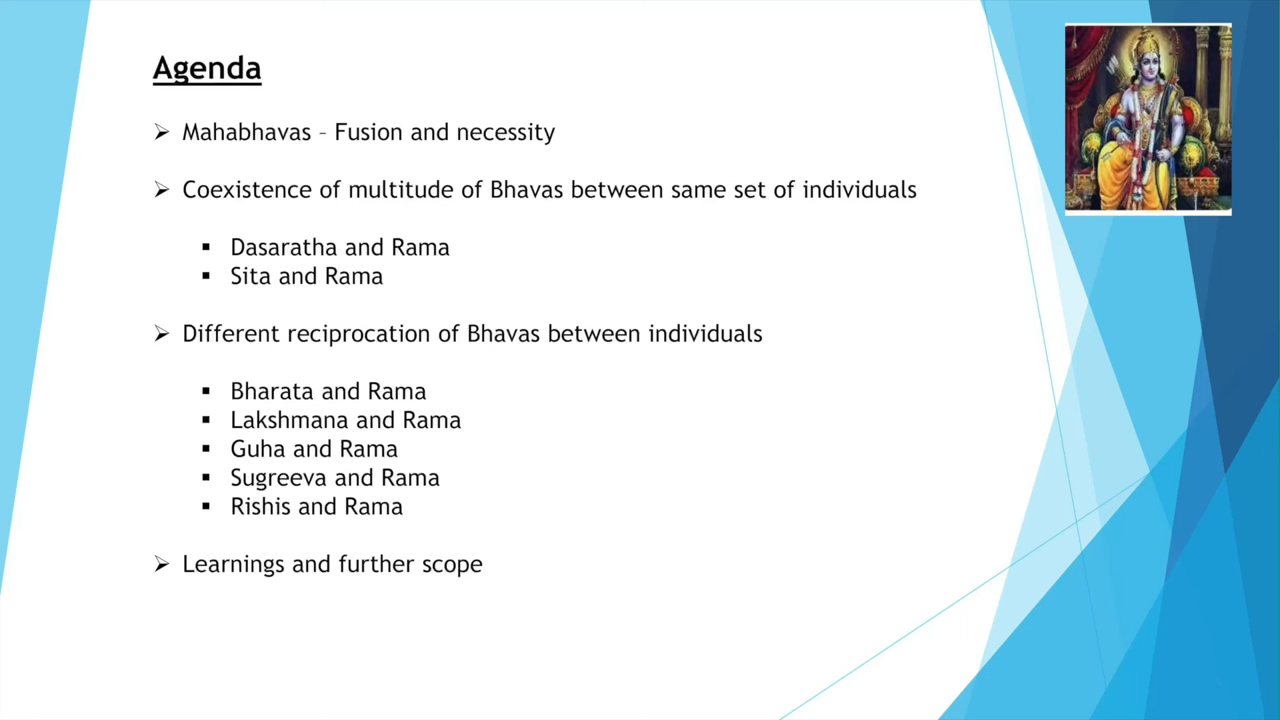 Agenda
➢ Mahabhavas – Fusion and necessity
➢ Coexistence of multitude of Bhavas between same set of individuals
▪ Dasaratha and Rama
▪ Sita and Rama
➢ Different reciprocation of Bhavas between individuals
▪ Bharata and Rama
▪ Lakshmana and Rama
▪ Guha and Rama
▪ Sugreeva and Rama
▪ Rishis and Rama
➢ Learnings and further scope